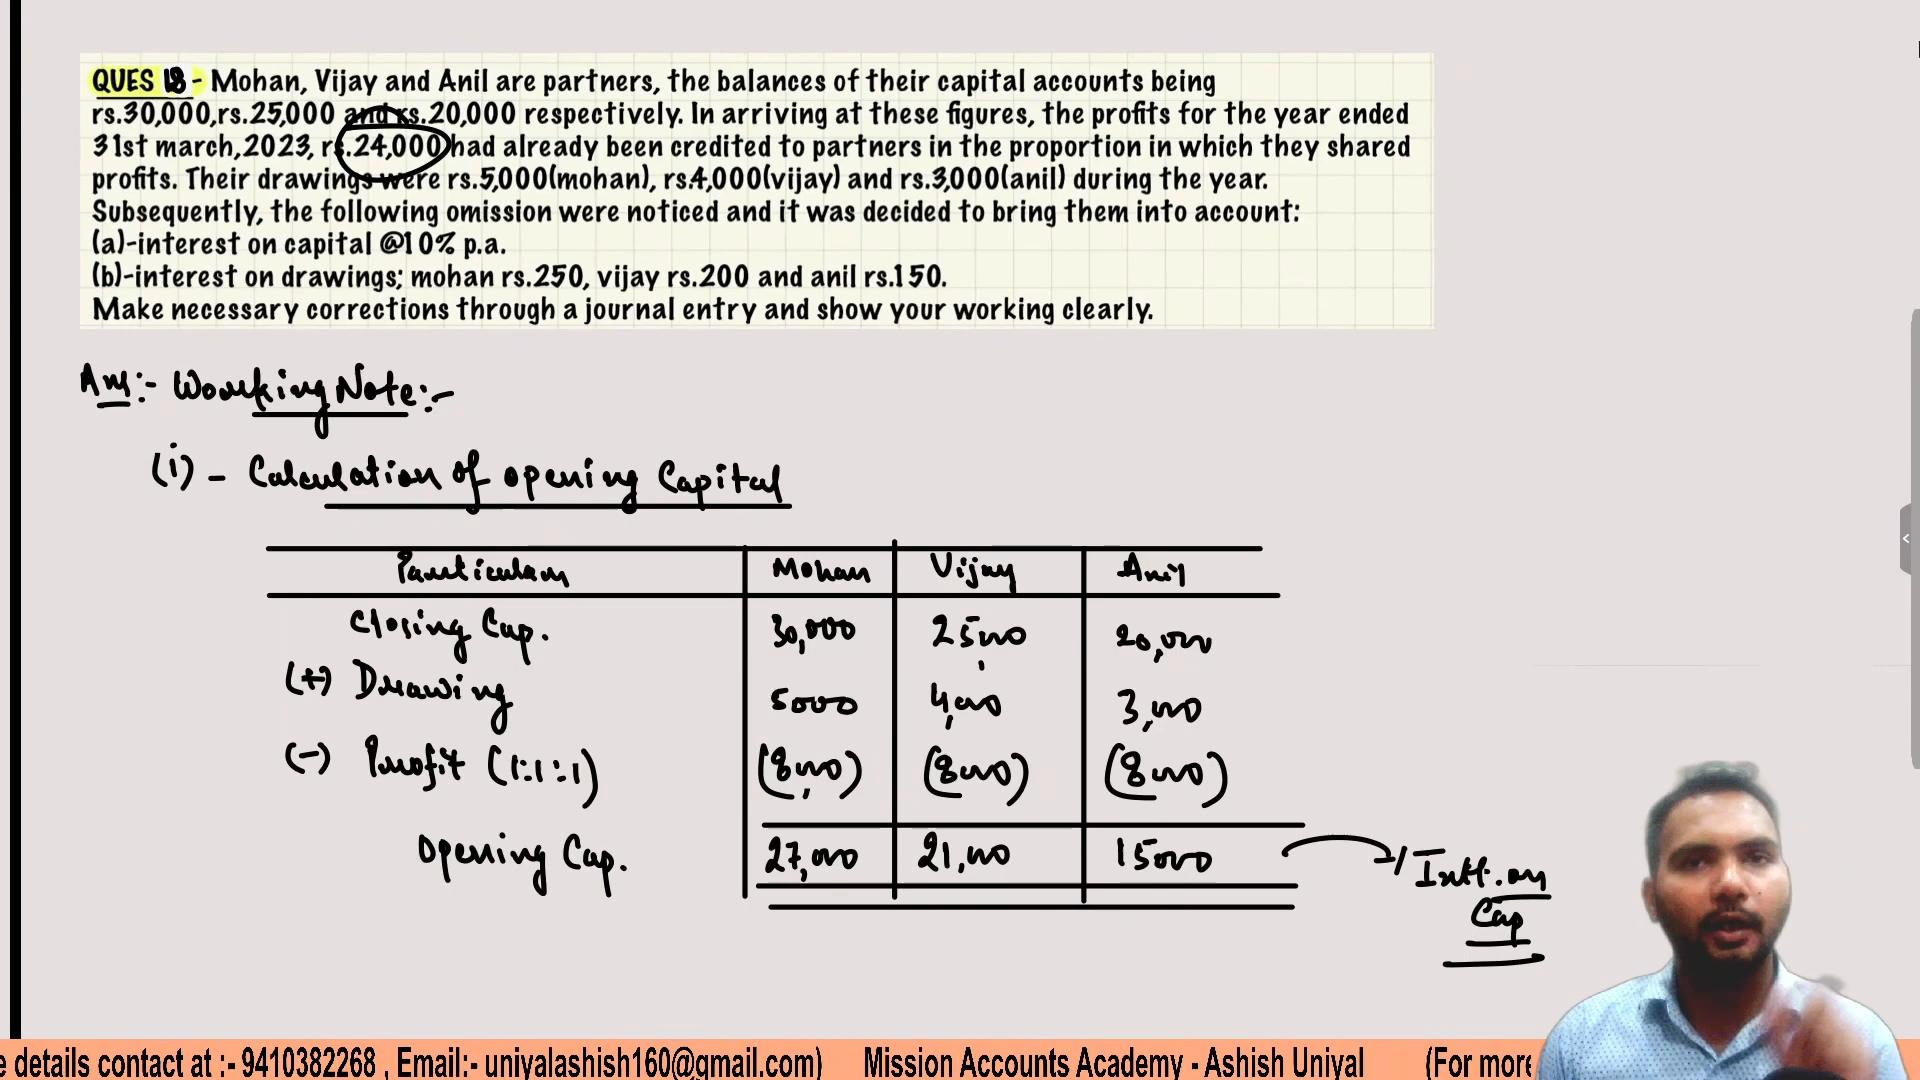 QUES 18 - Mohan, Vijay and Anil are partners, the balances of their capital accounts being
rs.30,000,rs.25,000 and rs.20,000 respectively. In arriving at these figures, the profits for the year ended
31st march,2023, rs.24,000 had already been credited to partners in the proportion in which they shared
profits. Their drawings were rs.5,000(mohan), rs.4,000(vijay) and rs.3,000(anil) during the year.
Subsequently, the following omission were noticed and it was decided to bring them into account:
(a)-interest on capital @10% p.a.
(b)-interest on drawings; mohan rs.250, vijay rs.200 and anil rs.150.
Make necessary corrections through a journal entry and show your working clearly.
Ans:- Working Note:-
(i) - Calculation of opening Capital
Particulars Mohan Vijay Anil
Closing Cap. 30,000 25,000 20,000
(+) Drawing 5000 4,000 3,000
(-) Profit (1:1:1) (8,000) (8000) (8000)
Opening Cap. 27,000 21,000 15000
Intt. on
Cap
e details contact at :- 9410382268 , Email:- uniyalashish160@gmail.com) Mission Accounts Academy - Ashish Uniyal (For more